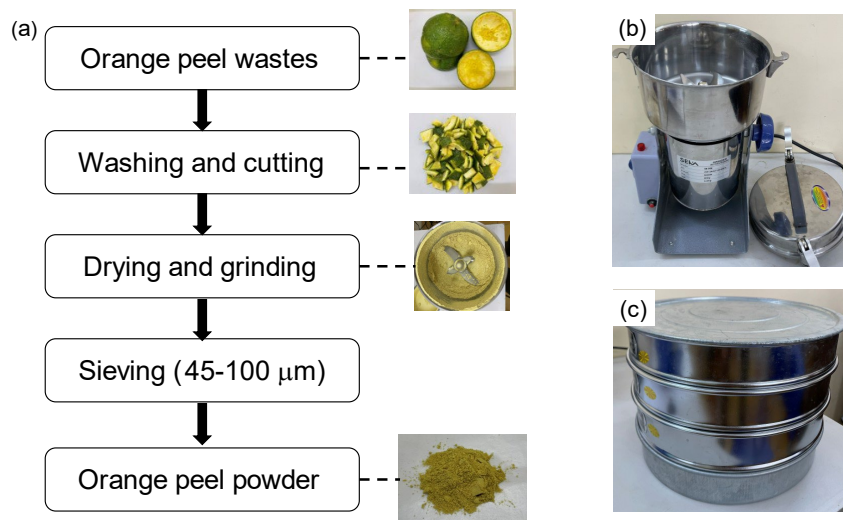 (a)
Orange peel wastes
Washing and cutting
Drying and grinding
Sieving (45-100 μm)
Orange peel powder
(b)
SEKA
(c)